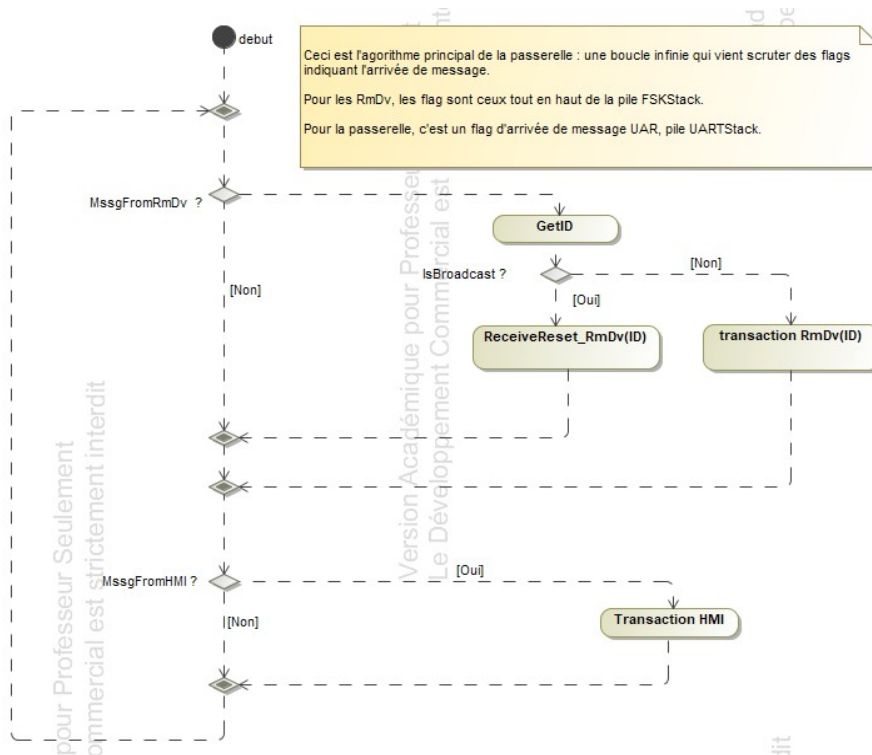 debut
Ceci est l'agorithme principal de la passerelle : une boucle infinie qui vient scruter des flags
indiquant l'arrivée de message.
Pour les RmDv, les flag sont ceux tout en haut de la pile FSKStack.
Pour la passerelle, c'est un flag d'arrivée de message UAR, pile UARTStack.
MssgFromRmDv ?
GetID
IsBroadcast ?
[Non]
[Non]
[Oui]
ReceiveReset_RmDv(ID)
transaction RmDv(ID)
MssgFromHMI ?
[Oui]
[Non]
Transaction HMI
Version Académique pour Professeur
Le Développement Commercial est
pour Professeur Seulement
ommercial est strictement interdit